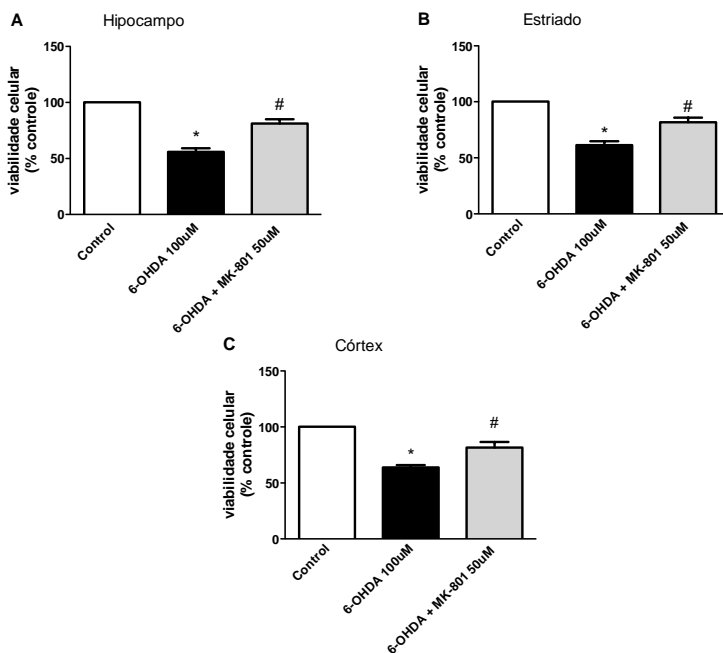 A
Hipocampo
viabilidade celular
(% controle)
150
100
50
0
*
#
Control
6-OHDA 100uM
6-OHDA + MK-801 50uM
B
Estriado
viabilidade celular
(% controle)
150
100
50
0
*
#
Control
6-OHDA 100uM
6-OHDA + MK-801 50uM
C
Córtex
viabilidade celular
(% controle)
150
100
50
0
*
#
Control
6-OHDA 100uM
6-OHDA + MK-801 50uM